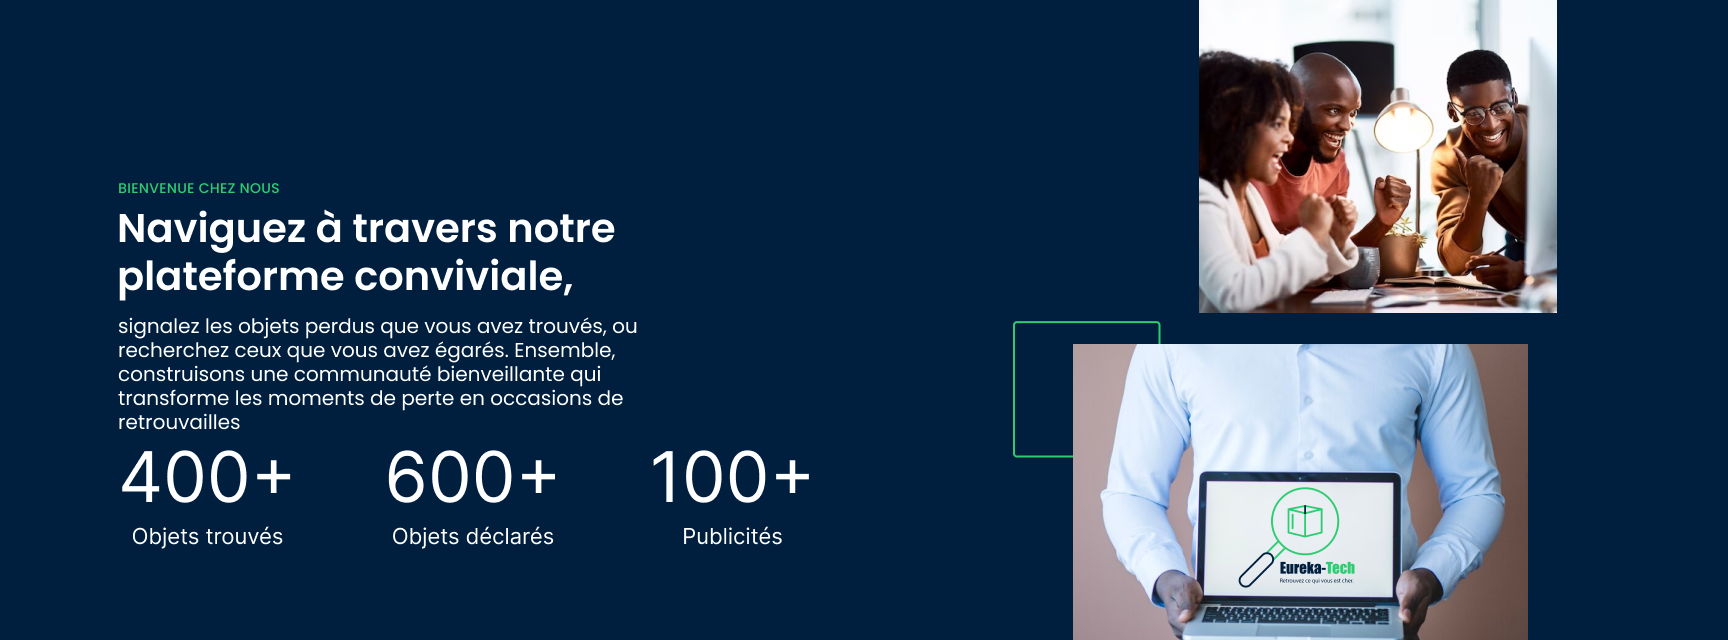 BIENVENUE CHEZ NOUS
Naviguez à travers notre
plateforme conviviale,
signalez les objets perdus que vous avez trouvés, ou
recherchez ceux que vous avez égarés. Ensemble,
construisons une communauté bienveillante qui
transforme les moments de perte en occasions de
retrouvailles
400+
600+
100+
Objets trouvés
Objets déclarés
Publicités
Eureka-Tech
Retrouvez ce qui vous est cher.